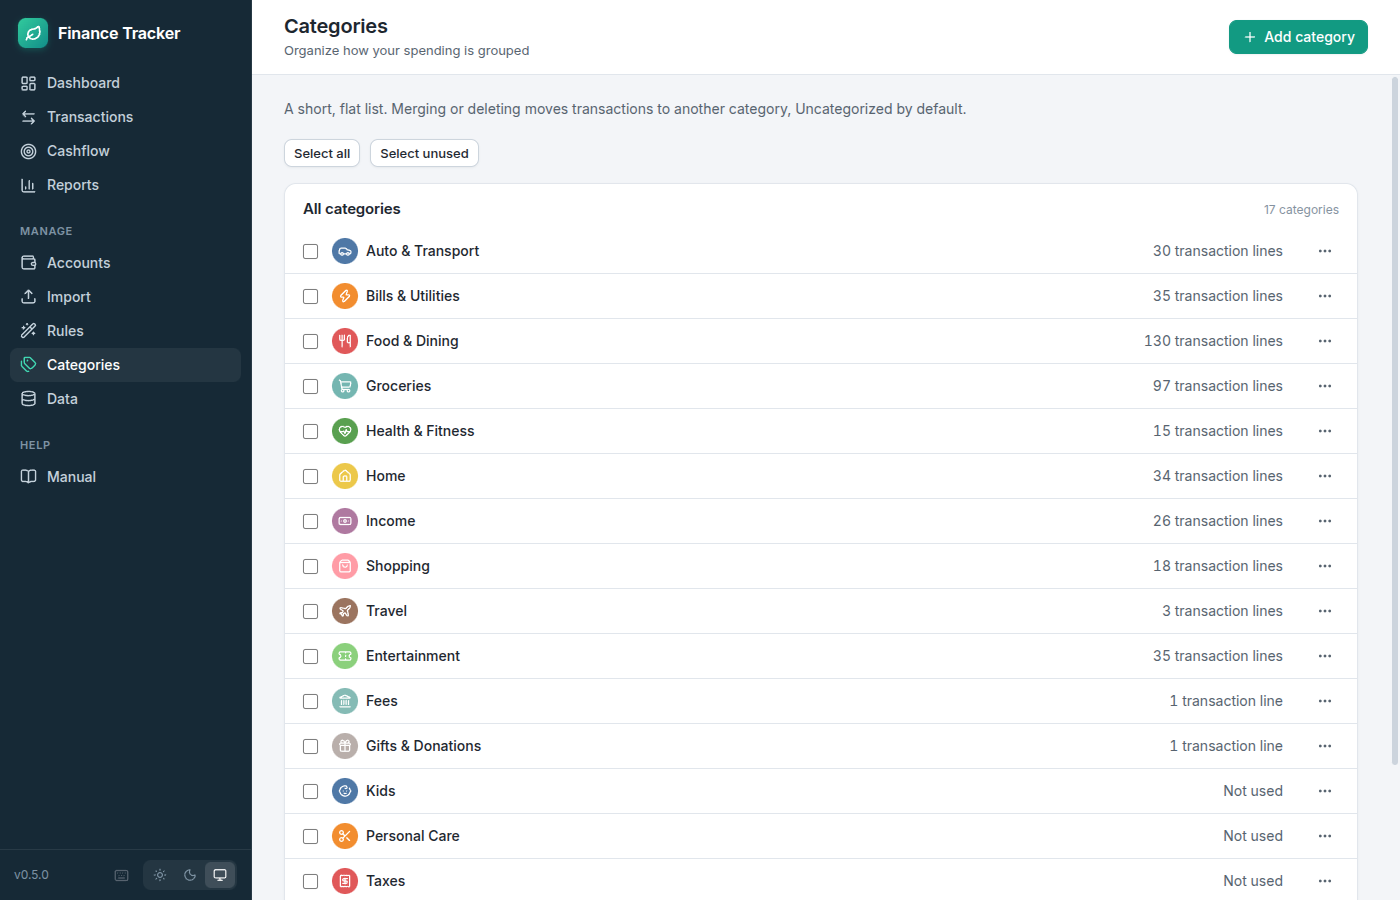 Finance Tracker
Dashboard
Transactions
Cashflow
Reports
MANAGE
Accounts
Import
Rules
Categories
Data
HELP
Manual
v0.5.0
Categories
Organize how your spending is grouped
Add category
A short, flat list. Merging or deleting moves transactions to another category, Uncategorized by default.
Select all
Select unused
All categories
17 categories
Auto & Transport
30 transaction lines
Bills & Utilities
35 transaction lines
Food & Dining
130 transaction lines
Groceries
97 transaction lines
Health & Fitness
15 transaction lines
Home
34 transaction lines
Income
26 transaction lines
Shopping
18 transaction lines
Travel
3 transaction lines
Entertainment
35 transaction lines
Fees
1 transaction line
Gifts & Donations
1 transaction line
Kids
Not used
Personal Care
Not used
Taxes
Not used